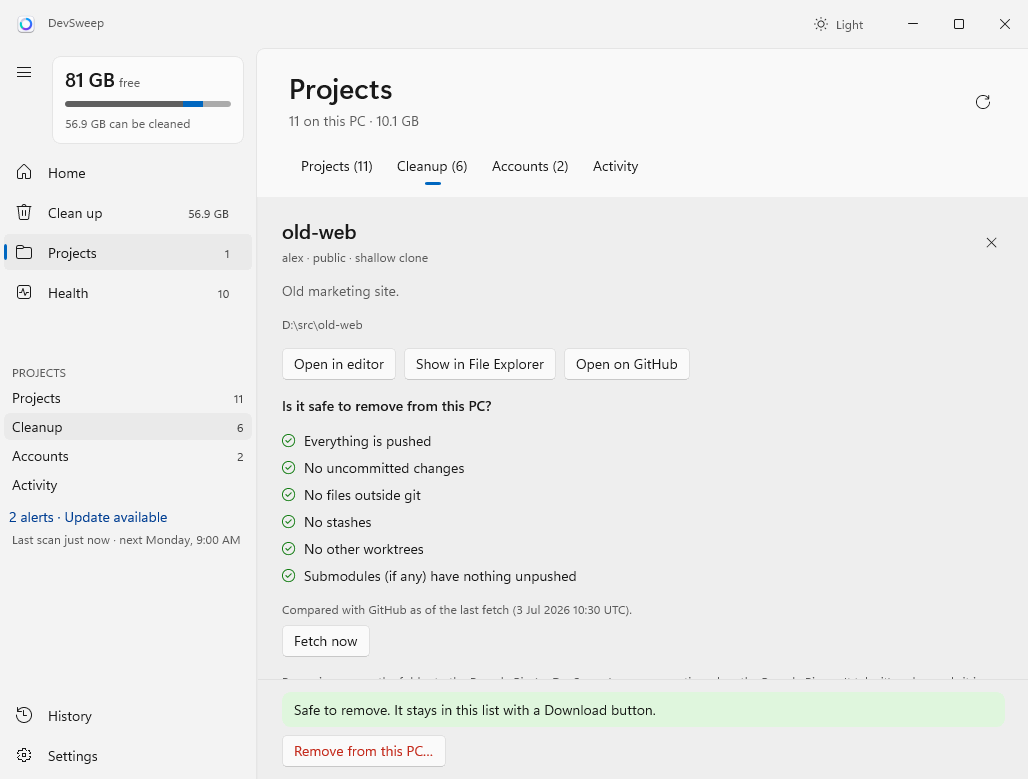 DevSweep
Light
81 GB free
56.9 GB can be cleaned
Home
Clean up 56.9 GB
Projects 1
Health 10
PROJECTS
Projects 11
Cleanup 6
Accounts 2
Activity
2 alerts · Update available
Last scan just now · next Monday, 9:00 AM
History
Settings
Projects
11 on this PC · 10.1 GB
Projects (11) Cleanup (6) Accounts (2) Activity
old-web
alex · public · shallow clone
Old marketing site.
D:\src\old-web
Open in editor Show in File Explorer Open on GitHub
Is it safe to remove from this PC?
Everything is pushed
No uncommitted changes
No files outside git
No stashes
No other worktrees
Submodules (if any) have nothing unpushed
Compared with GitHub as of the last fetch (3 Jul 2026 10:30 UTC).
Fetch now
Safe to remove. It stays in this list with a Download button.
Remove from this PC...